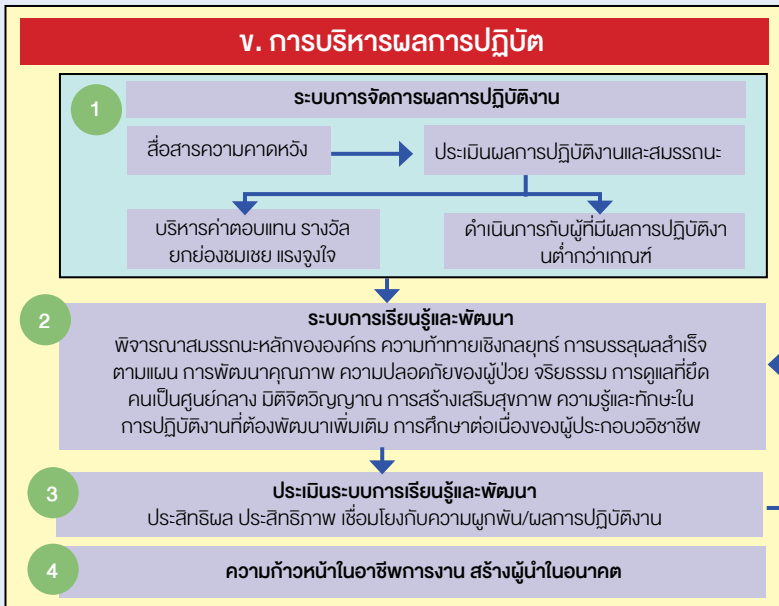 ข. การบริหารผลการปฏิบัต
1
ระบบการจัดการผลการปฏิบัติงาน
สื่อสารความคาดหวัง
ประเมินผลการปฏิบัติงานและสมรรถนะ
บริหารค่าตอบแทน รางวัล
ยกย่องชมเชย แรงจูงใจ
ดำเนินการกับผู้ที่มีผลการปฏิบัติงา
นต่ำกว่าเกณฑ์
2
ระบบการเรียนรู้และพัฒนา
พิจารณาสมรรถนะหลักขององค์กร ความท้าทายเชิงกลยุทธ์ การบรรลุผลสำเร็จ
ตามแผน การพัฒนาคุณภาพ ความปลอดภัยของผู้ป่วย จริยธรรม การดูแลที่ยึด
คนเป็นศูนย์กลาง มิติจิตวิญญาณ การสร้างเสริมสุขภาพ ความรู้และทักษะใน
การปฏิบัติงานที่ต้องพัฒนาเพิ่มเติม การศึกษาต่อเนื่องของผู้ประกอบวอิชาชีพ
3
ประเมินระบบการเรียนรู้และพัฒนา
ประสิทธิผล ประสิทธิภาพ เชื่อมโยงกับความผูกพัน/ผลการปฏิบัติงาน
4
ความก้าวหน้าในอาชีพการงาน สร้างผู้นำในอนาคต